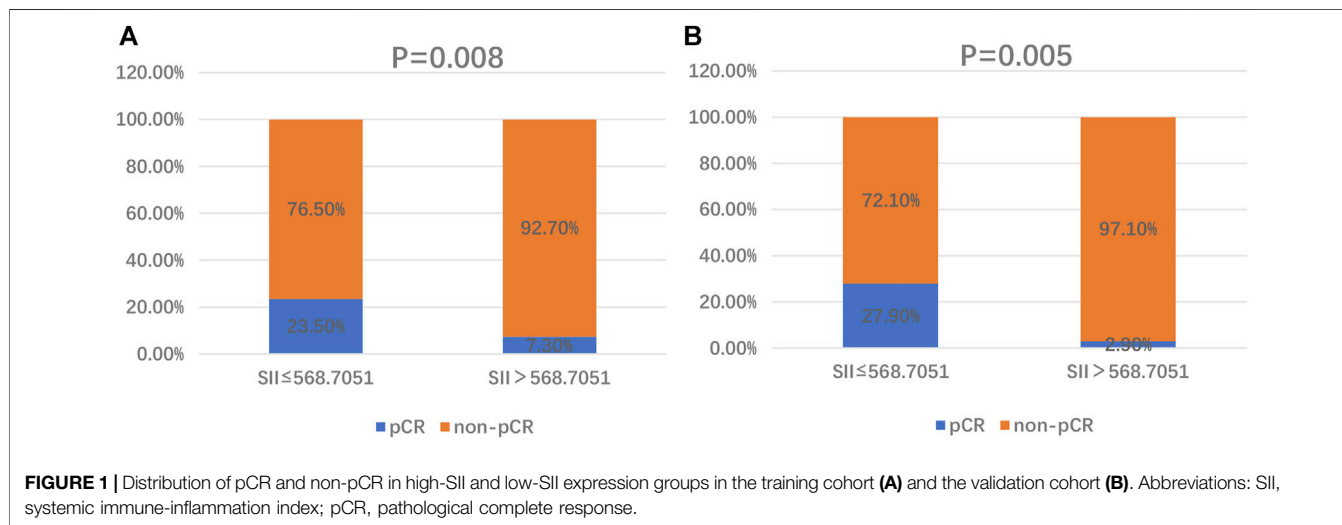 A
P=0.008
120.00%
100.00%
80.00%
60.00%
40.00%
20.00%
0.00%
76.50%
92.70%
23.50%
7.30%
SII≤568.7051
SII＞568.7051
pCR
non-pCR
B
P=0.005
120.00%
100.00%
80.00%
60.00%
40.00%
20.00%
0.00%
72.10%
97.10%
27.90%
2.90%
SII≤568.7051
SII＞568.7051
pCR
non-pCR
FIGURE 1 | Distribution of pCR and non-pCR in high-SII and low-SII expression groups in the training cohort (A) and the validation cohort (B). Abbreviations: SII,
systemic immune-inflammation index; pCR, pathological complete response.